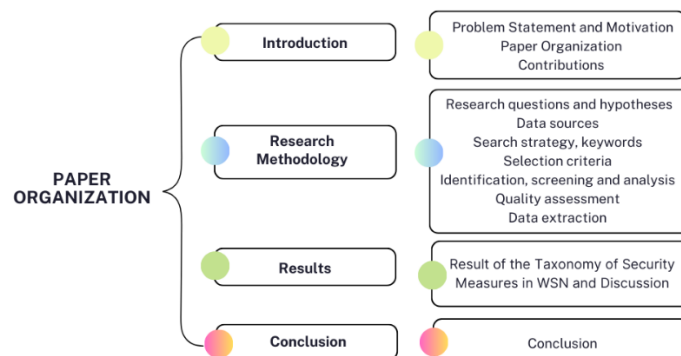 PAPER
ORGANIZATION
Introduction
Problem Statement and Motivation
Paper Organization
Contributions
Research
Methodology
Research questions and hypotheses
Data sources
Search strategy, keywords
Selection criteria
Identification, screening and analysis
Quality assessment
Data extraction
Results
Result of the Taxonomy of Security
Measures in WSN and Discussion
Conclusion
Conclusion